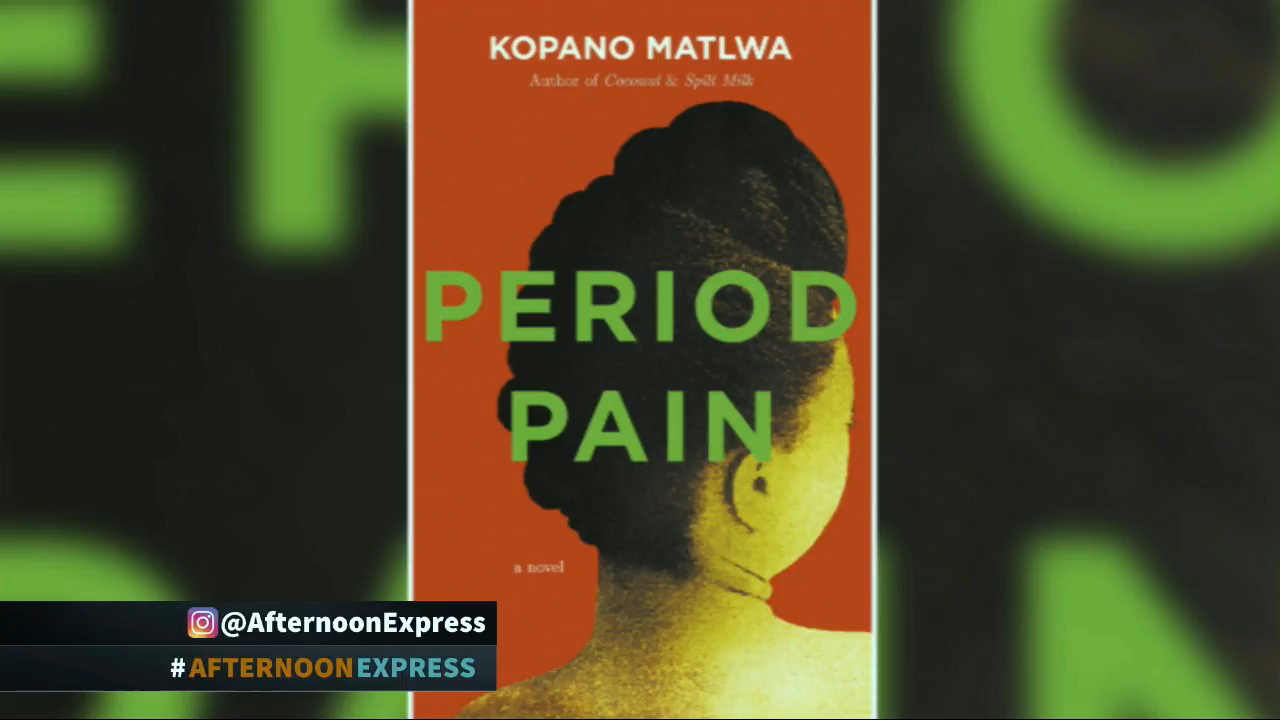 KOPANO MATLWA
Author of Coconut & Spilt Milk
PERIOD
PAIN
a novel
@AfternoonExpress
#AFTERNOONEXPRESS